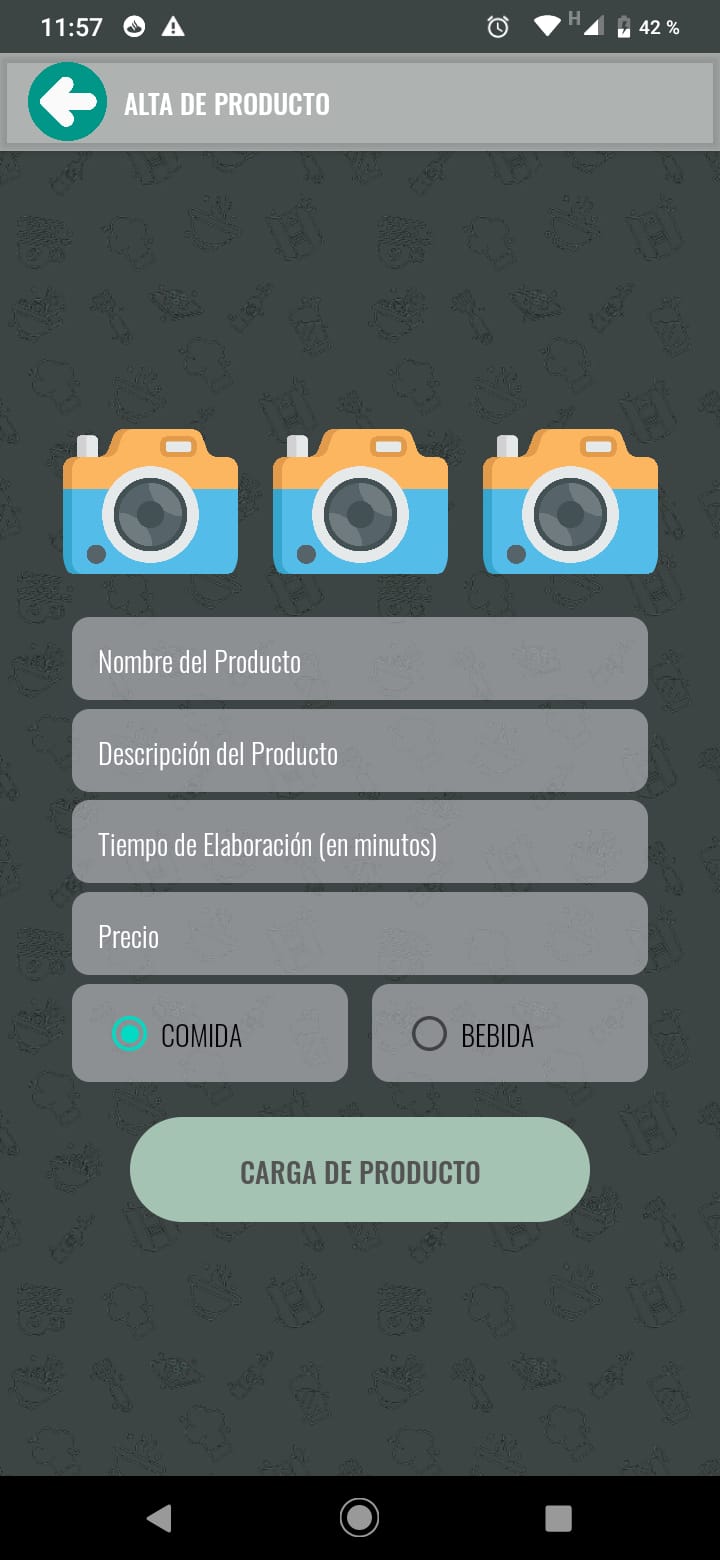 11:57
H
42 %
ALTA DE PRODUCTO
Nombre del Producto
Descripción del Producto
Tiempo de Elaboración (en minutos)
Precio
COMIDA
BEBIDA
CARGA DE PRODUCTO